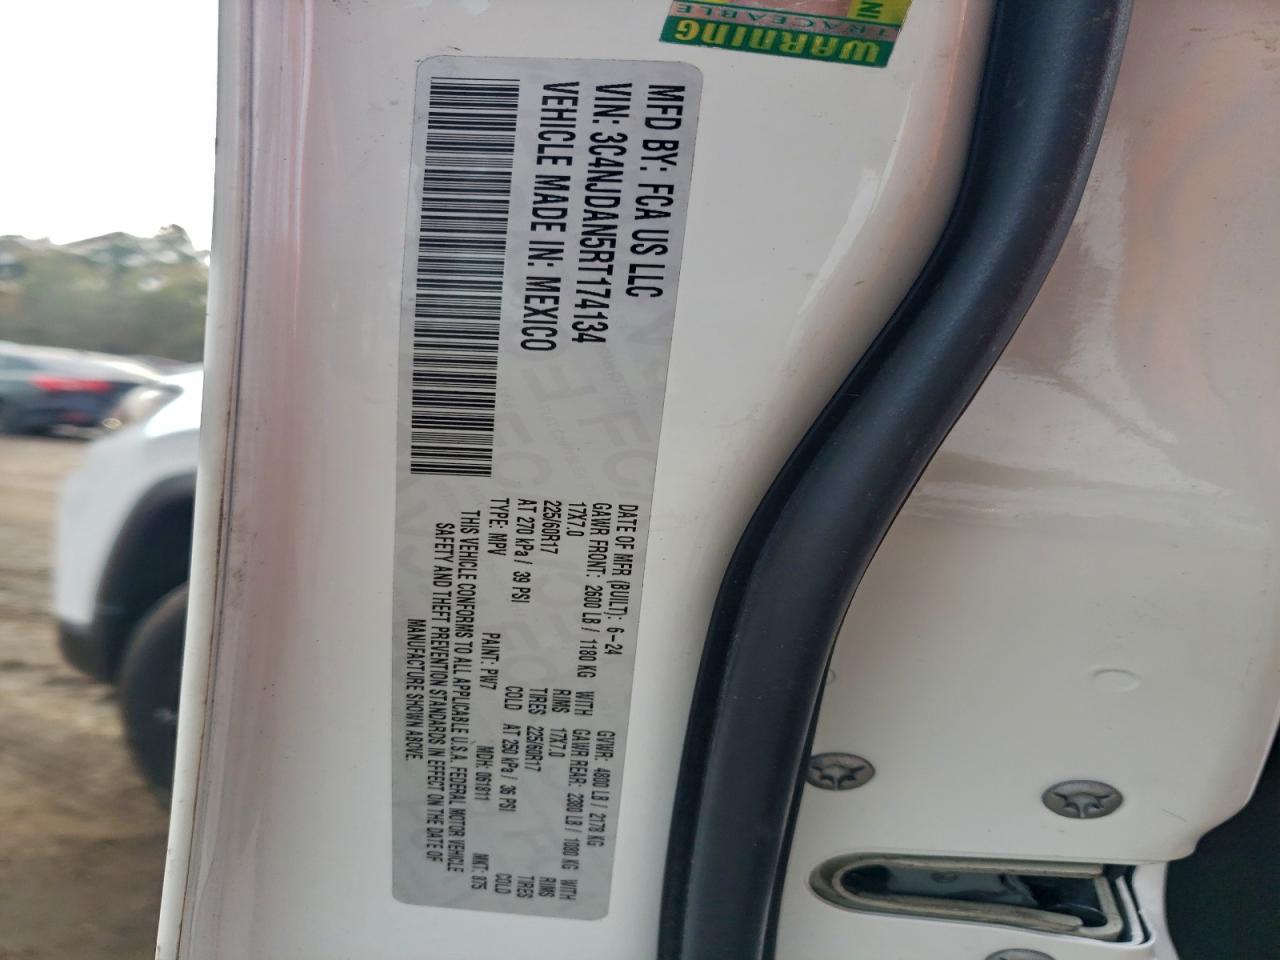 WARNING
TRACEABLE
MFD BY: FCA US LLC
VIN: 3C4NJDAN5RT174134
VEHICLE MADE IN: MEXICO
DATE OF MFR (BUILT): 6-24 GVWR: 4800 LB / 2178 KG
GAWR FRONT: 2600 LB / 1180 KG WITH GAWR REAR: 2380 LB / 1080 KG WITH
17X7.0 RIMS 17X7.0 RIMS
225/60R17 TIRES 225/60R17 TIRES
AT 270 kPa / 39 PSI COLD AT 250 kPa / 36 PSI COLD
TYPE: MPV PAINT: PW7 MDH: 061811 MKT: 875
THIS VEHICLE CONFORMS TO ALL APPLICABLE U.S.A. FEDERAL MOTOR VEHICLE
SAFETY AND THEFT PREVENTION STANDARDS IN EFFECT ON THE DATE OF
MANUFACTURE SHOWN ABOVE.